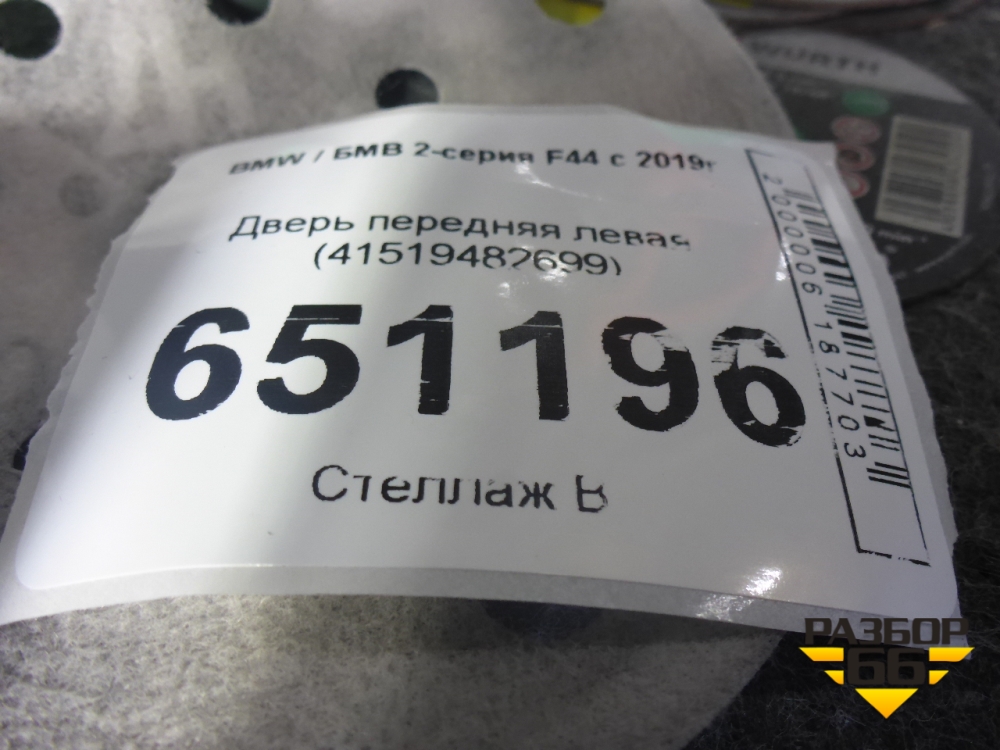 BMW / БМВ 2-серия F44 с 2019г
Дверь передняя левая
(41519482699)
651196
Стеллаж В
2000006187703
WURTH
РАЗБОР
66